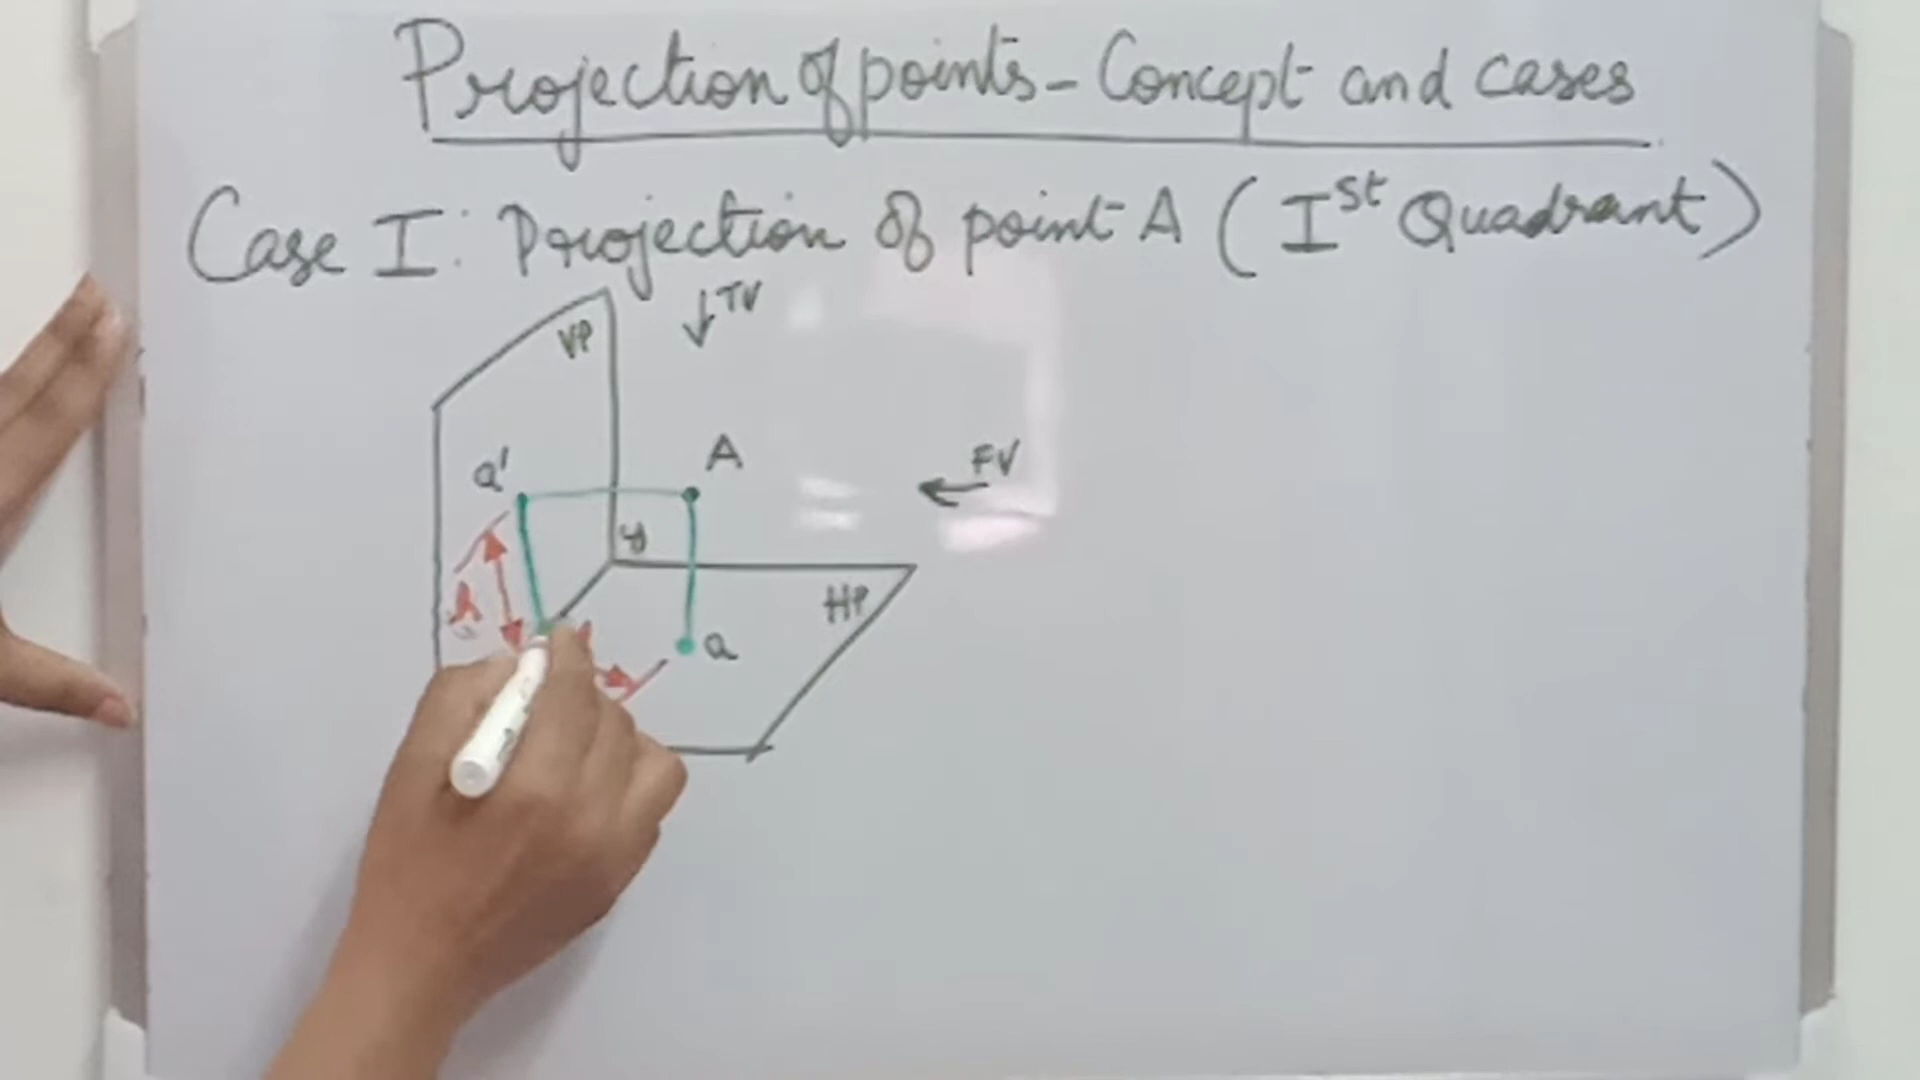 Projection of points - Concept and cases
Case I: Projection of point A (Ist Quadrant)
↓TV
VP
A
a'
FV
y
h
HP
a